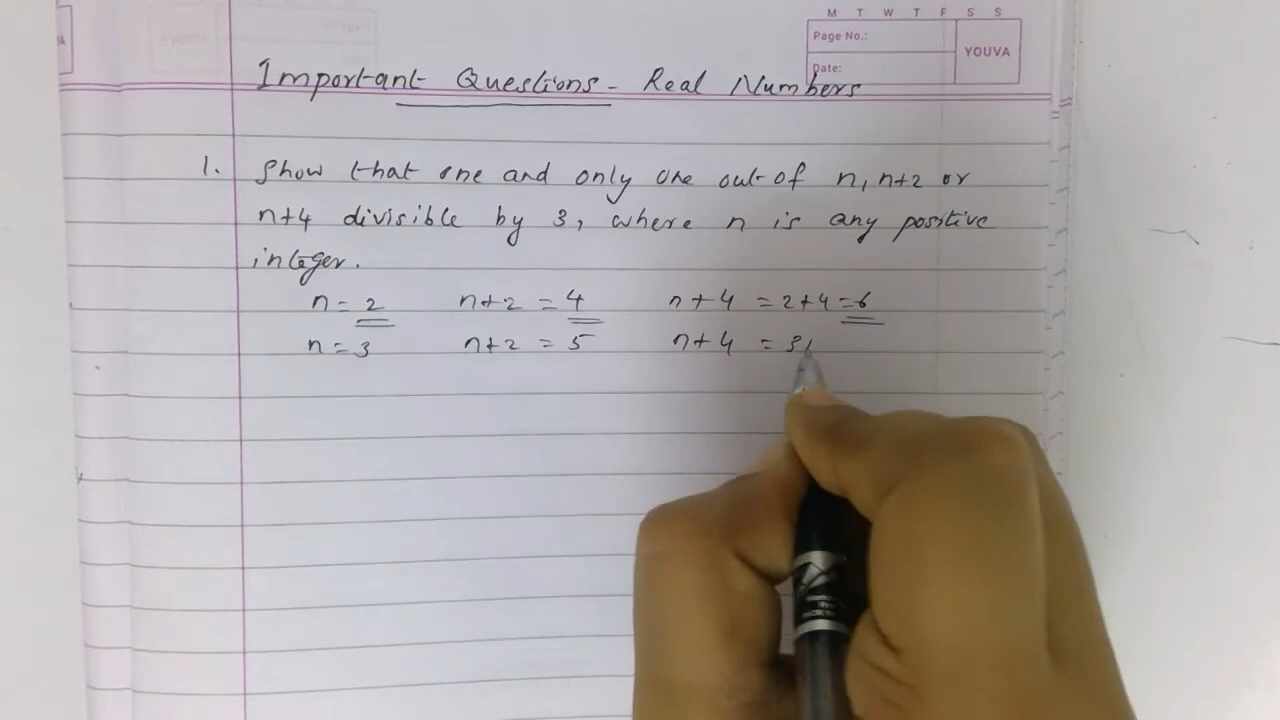 M T W T F S S
Page No.:
YOUVA
Date:
Important Questions - Real Numbers
1. Show that one and only one out of n, n+2 or
n+4 divisible by 3, where n is any positive
integer.
n = 2 n+2 = 4 n+4 = 2+4 = 6
n = 3 n+2 = 5 n+4 = 3